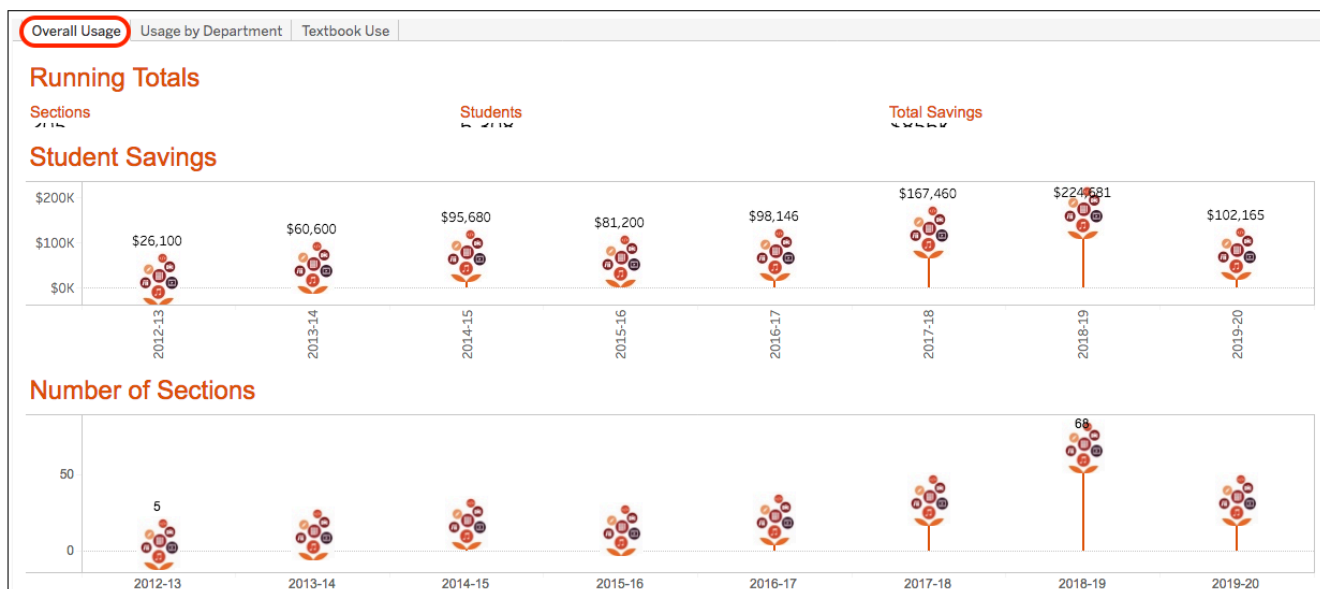 Overall Usage Usage by Department Textbook Use
Running Totals
Sections Students Total Savings
Student Savings
$200K
$100K
$0K
$26,100 $60,600 $95,680 $81,200 $98,146 $167,460 $224,681 $102,165
2012-13 2013-14 2014-15 2015-16 2016-17 2017-18 2018-19 2019-20
Number of Sections
50
0
5 68
2012-13 2013-14 2014-15 2015-16 2016-17 2017-18 2018-19 2019-20